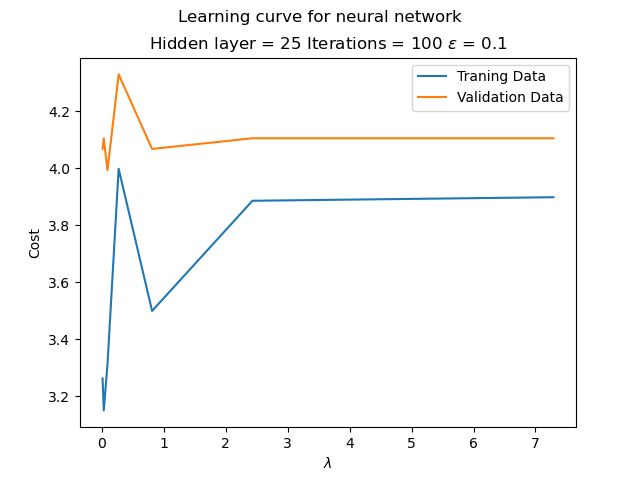 Learning curve for neural network
Hidden layer = 25 Iterations = 100 ε = 0.1
Traning Data
Validation Data
4.2
4.0
3.8
3.6
3.4
3.2
Cost
0 1 2 3 4 5 6 7
λ